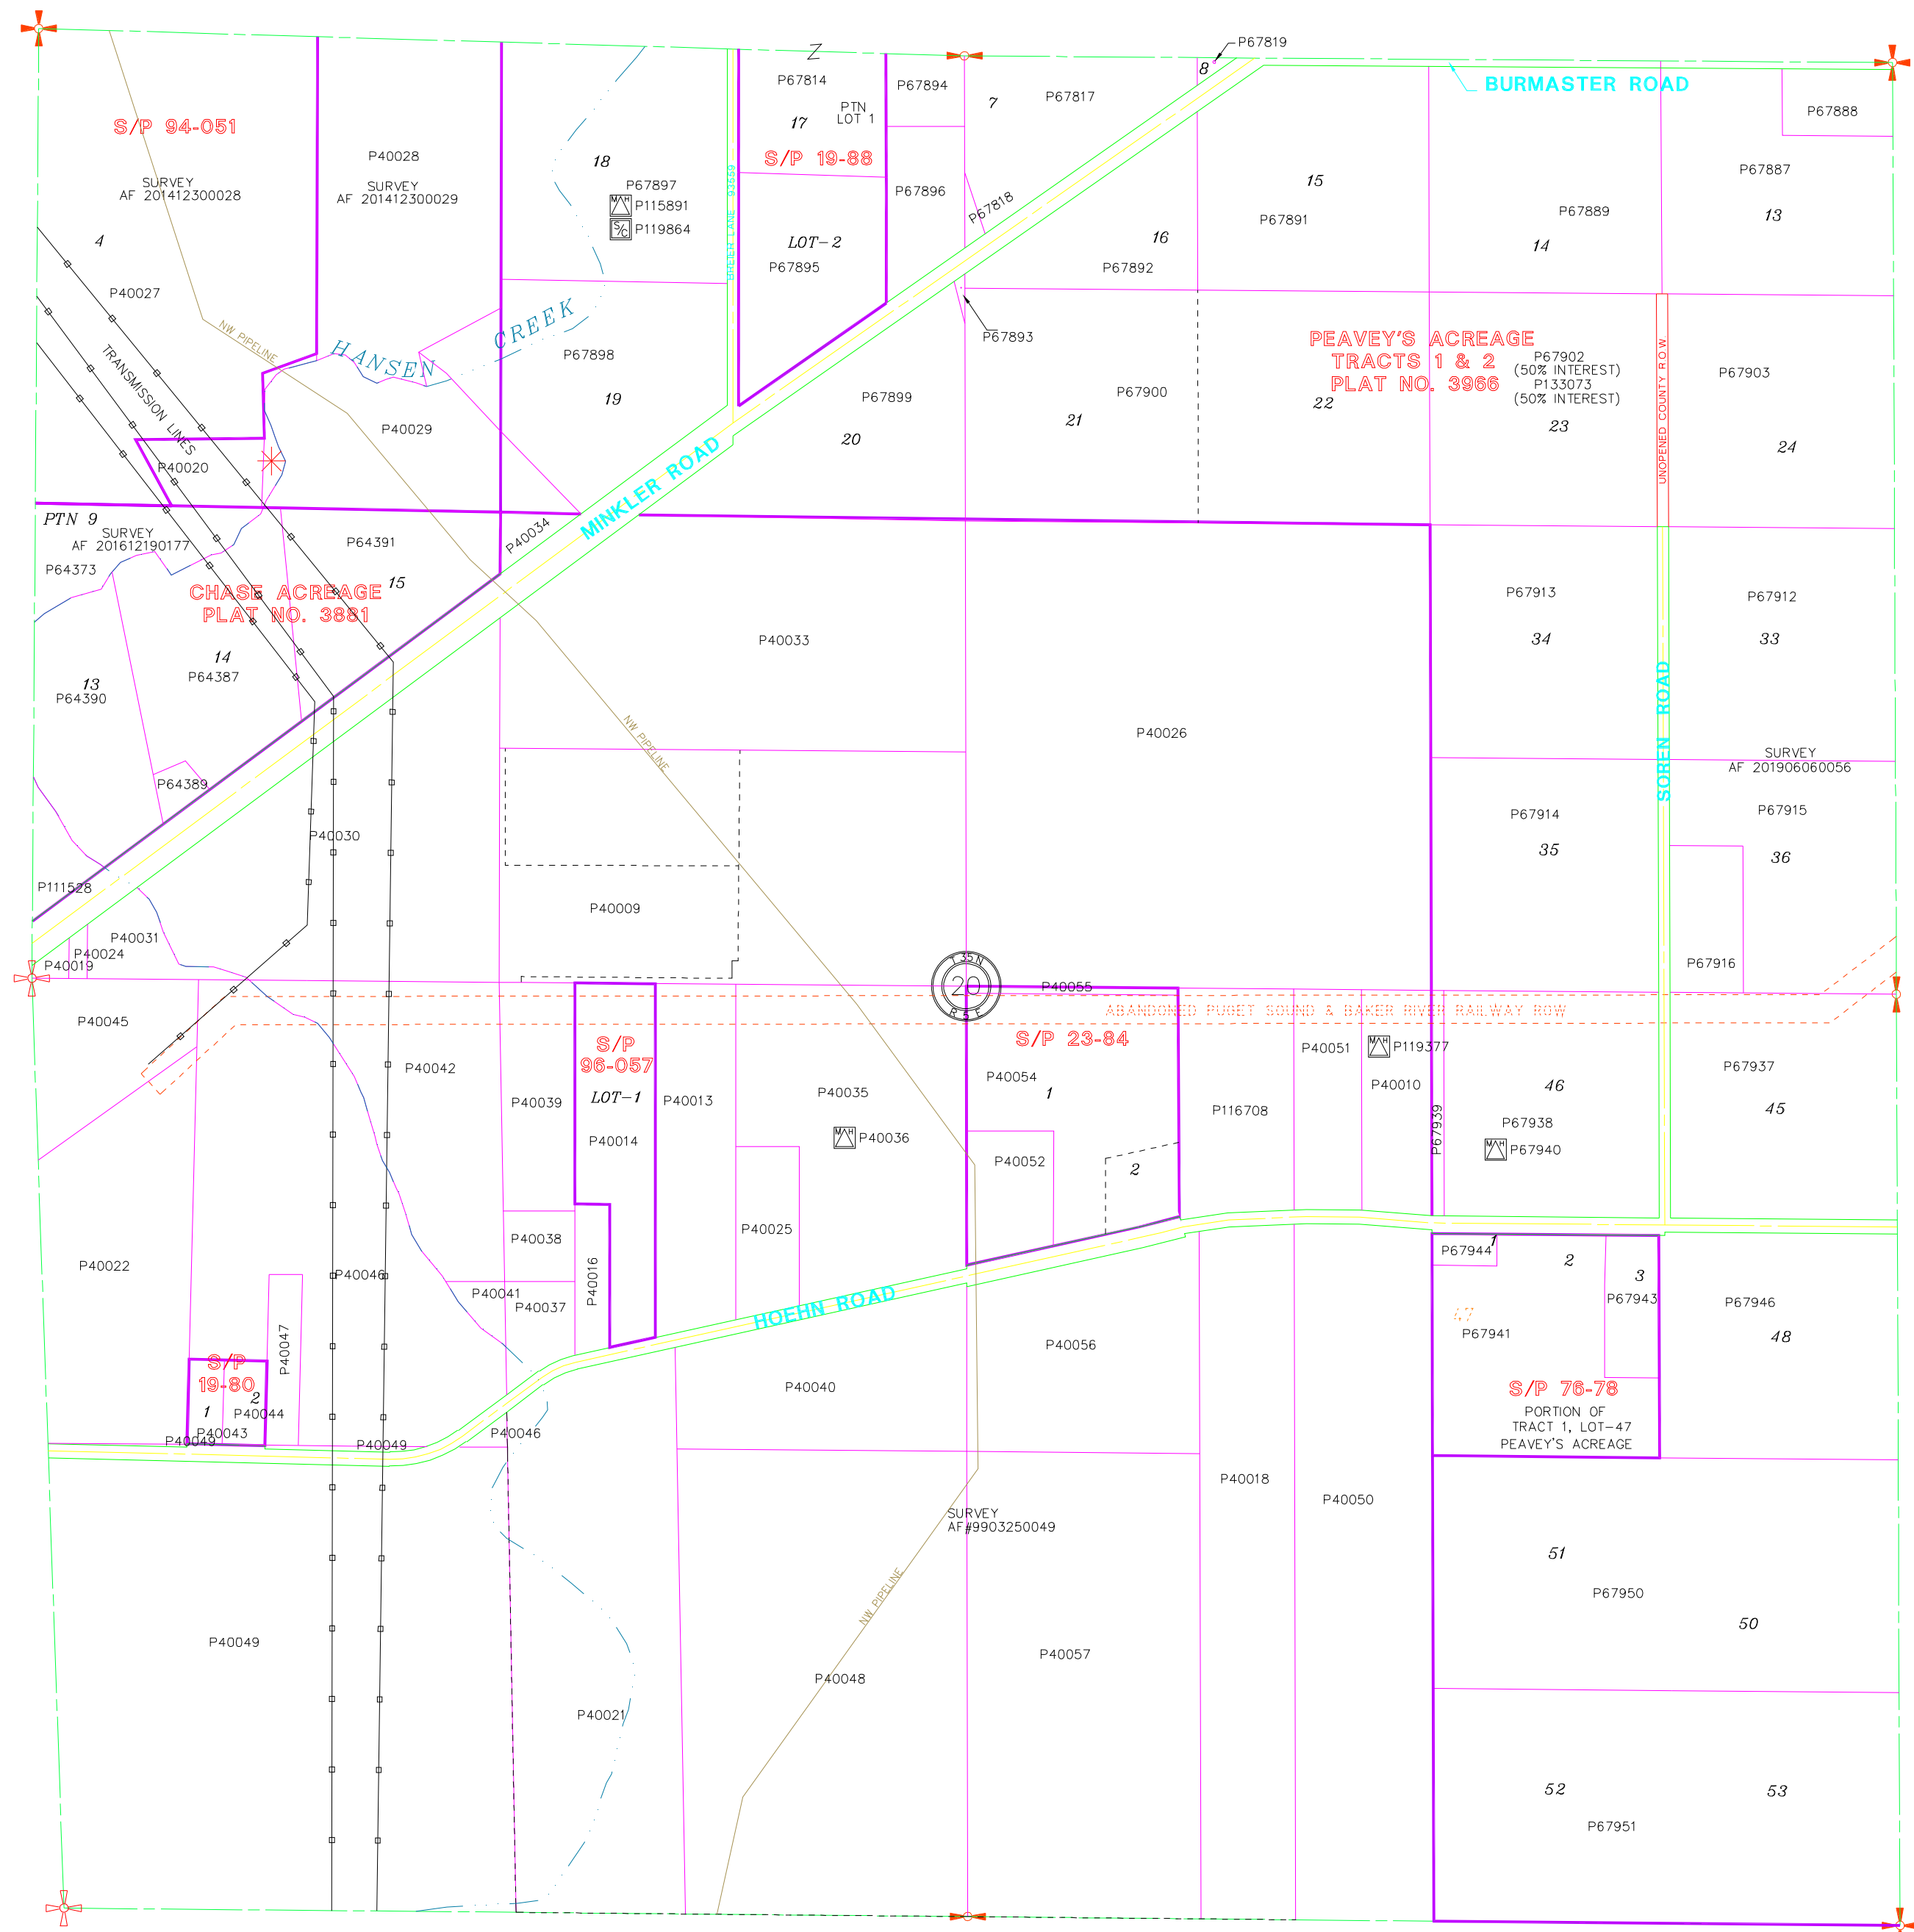 P67819
8
Z
BURMASTER ROAD
P67814
P67894
7
P67817
P67888
PTN
LOT 1
17
S/P 94-051
S/P 19-88
P40028
18
P67887
15
SURVEY
AF 201412300028
SURVEY
AF 201412300029
P67897
P67896
M H
P115891
S/C
P119864
BREIER LANE 93559
P67818
P67891
P67889
13
4
LOT-2
16
14
P67895
P67892
P40027
NW PIPELINE
HANSEN CREEK
P67893
PEAVEY'S ACREAGE
TRACTS 1 & 2
PLAT NO. 3966
P67902
(50% INTEREST)
P133073
(50% INTEREST)
UNOPENED COUNTY ROW
P67903
TRANSMISSION LINES
P67898
19
P67899
P67900
22
21
P40029
20
23
24
P40020
MINKLER ROAD
PTN 9
SURVEY
AF 201612190177
P40034
P64391
P64373
15
CHASE ACREAGE
PLAT NO. 3881
P67913
P67912
34
33
P40033
14
P64387
13
P64390
SOREN ROAD
NW PIPELINE
P40026
SURVEY
AF 201906060056
P64389
P67914
P67915
P40030
35
36
P111528
P40009
P40031
P40024
P40019
P67916
T 35 N
20
R 5 E
P40055
ABANDONED PUGET SOUND & BAKER RIVER RAILWAY ROW
P40045
S/P
96-057
S/P 23-84
P40051
M H
P119377
P40042
P40054
1
P67937
P40010
46
45
LOT-1
P40039
P40013
P40035
P116708
P67939
P67938
M H
P40036
P40014
M H
P67940
P40052
2
P40025
P40038
P40022
P40016
P40046
P67944
1
2
3
P40041
P40037
HOEHN ROAD
P67943
P67946
47
P67941
48
P40047
P40056
S/P
19-80
P40040
S/P 76-78
2
1
P40044
P40043
PORTION OF
TRACT 1, LOT-47
PEAVEY'S ACREAGE
P40049
P40049
P40046
P40018
P40050
SURVEY
AF#9903250049
51
P67950
NW PIPELINE
50
P40049
P40057
P40048
P40021
52
53
P67951